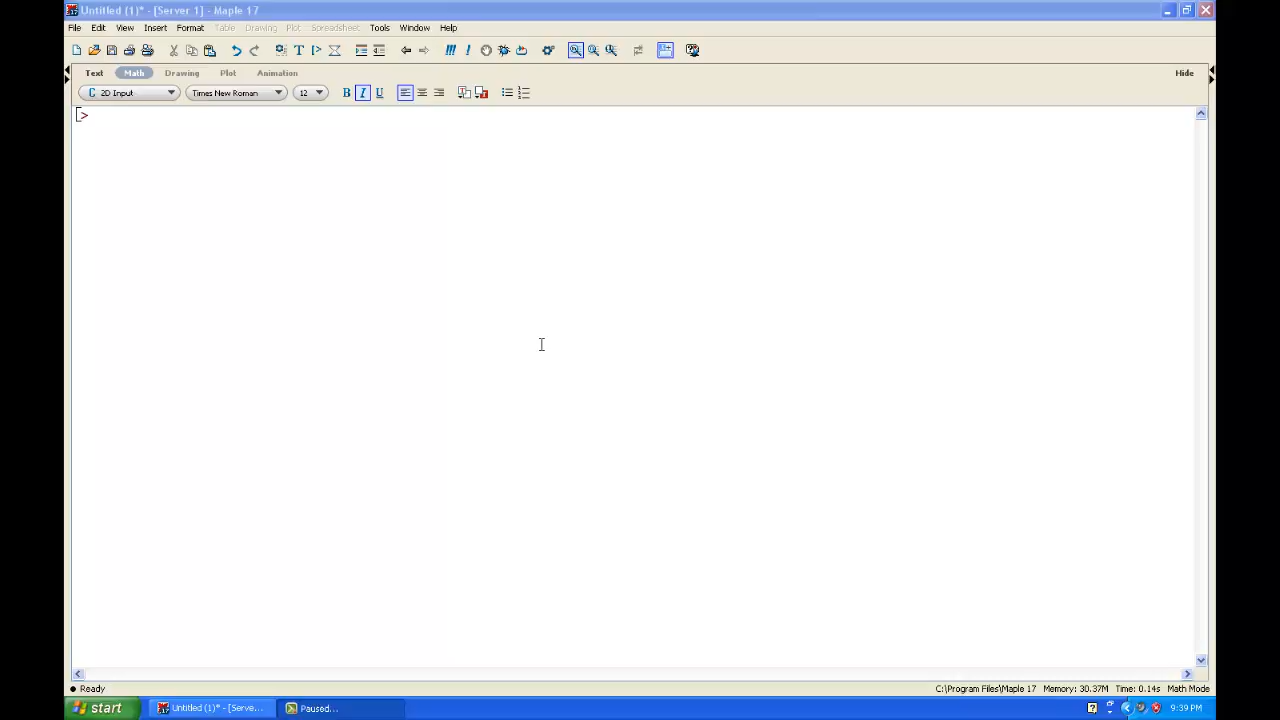 Untitled (1)* - [Server 1] - Maple 17
File Edit View Insert Format Table Drawing Plot Spreadsheet Tools Window Help
Text Math Drawing Plot Animation Hide
C 2D Input Times New Roman 12 B I U
>
Ready C:\Program Files\Maple 17 Memory: 30.37M Time: 0.14s Math Mode
start Untitled (1)* - [Serve... Paused... 9:39 PM